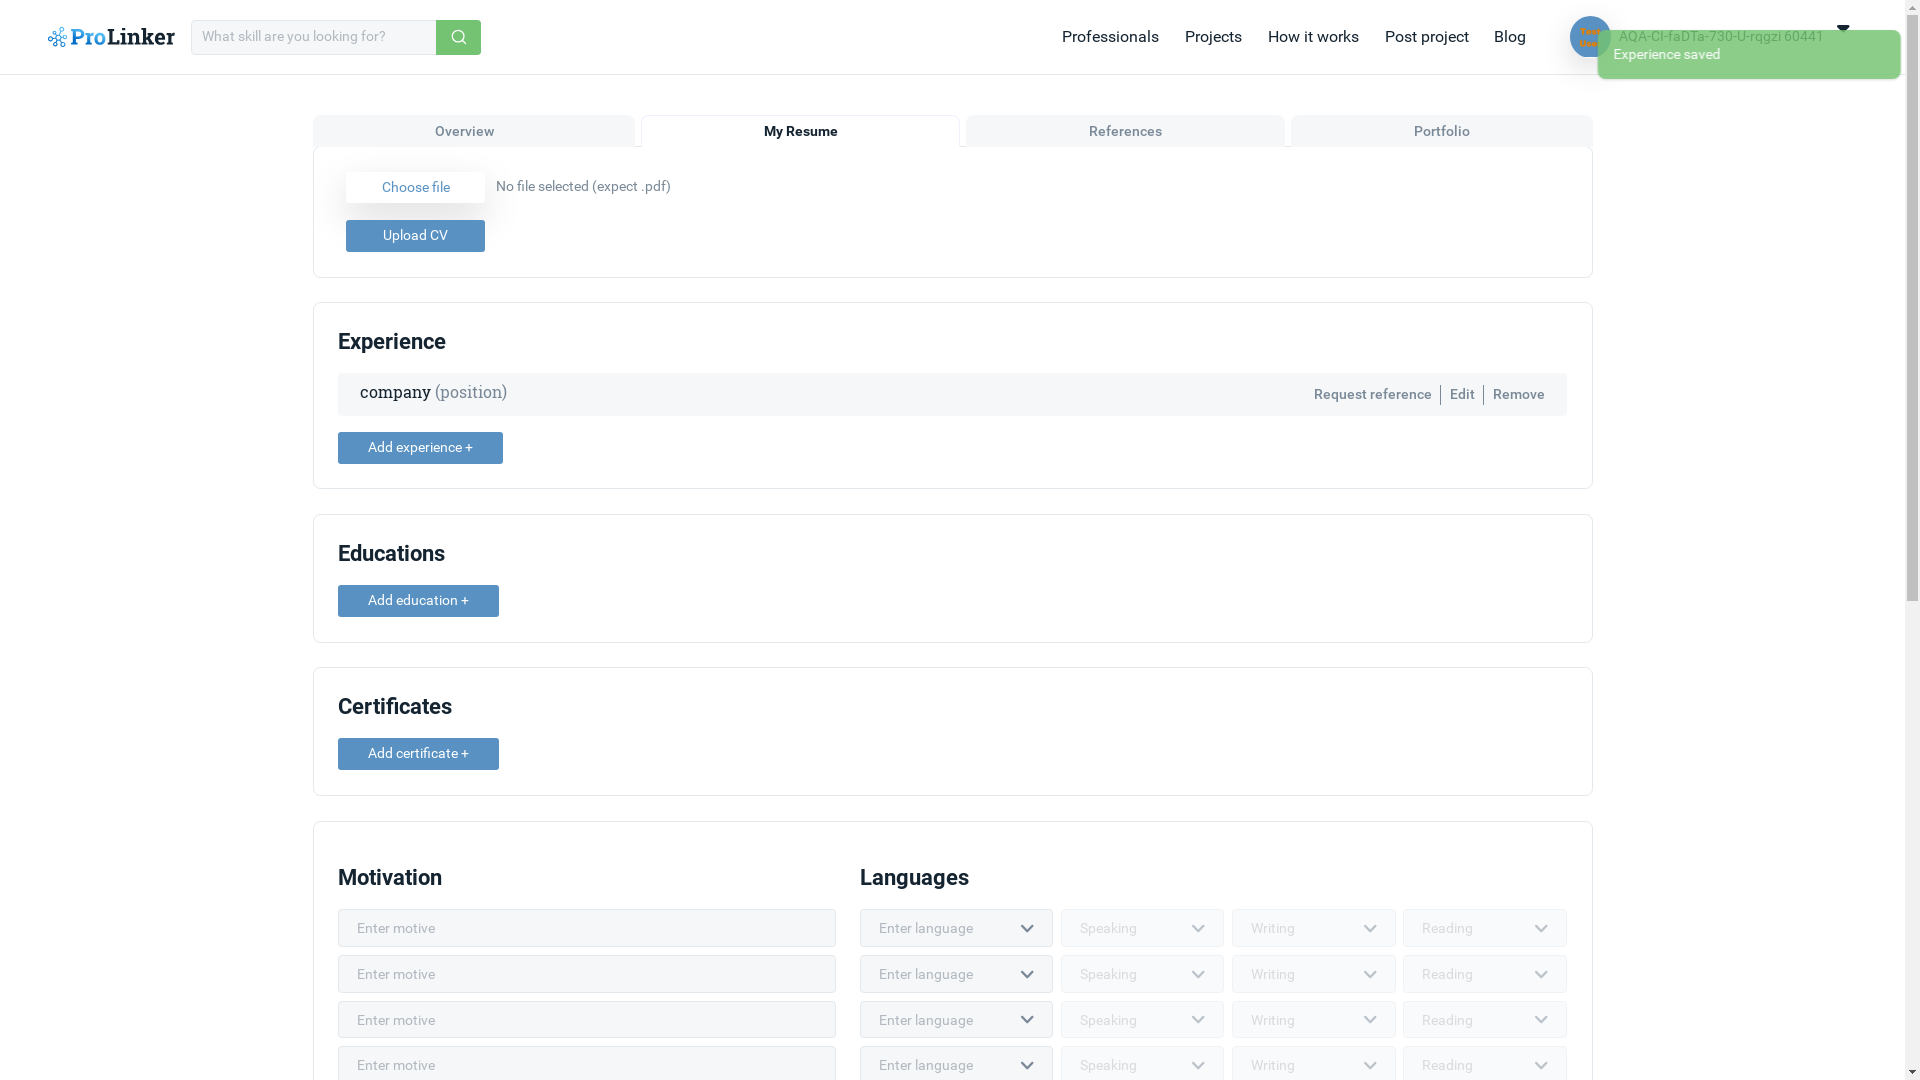 ProLinker
What skill are you looking for?
Professionals
Projects
How it works
Post project
Blog
AQA-CI-faDTa-730-U-rqgzi 60441
Experience saved
Overview
My Resume
References
Portfolio
Choose file
No file selected (expect .pdf)
Upload CV
Experience
company (position)
Request reference
Edit
Remove
Add experience +
Educations
Add education +
Certificates
Add certificate +
Motivation
Languages
Enter motive
Enter language
Speaking
Writing
Reading
Enter motive
Enter language
Speaking
Writing
Reading
Enter motive
Enter language
Speaking
Writing
Reading
Enter motive
Enter language
Speaking
Writing
Reading